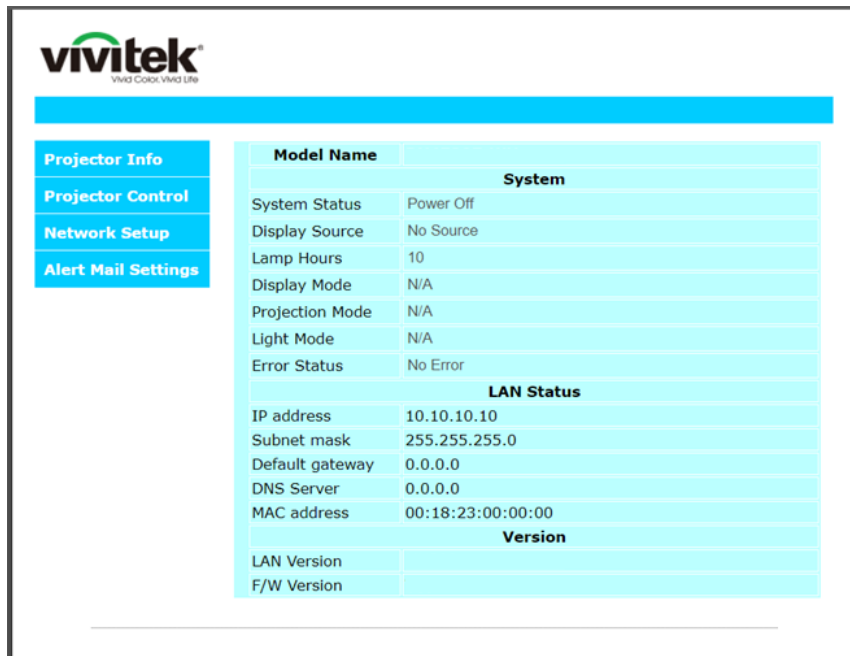 vivitek®
Vivid Color, Vivid Life
Projector Info
Projector Control
Network Setup
Alert Mail Settings
Model Name
System
System Status Power Off
Display Source No Source
Lamp Hours 10
Display Mode N/A
Projection Mode N/A
Light Mode N/A
Error Status No Error
LAN Status
IP address 10.10.10.10
Subnet mask 255.255.255.0
Default gateway 0.0.0.0
DNS Server 0.0.0.0
MAC address 00:18:23:00:00:00
Version
LAN Version
F/W Version